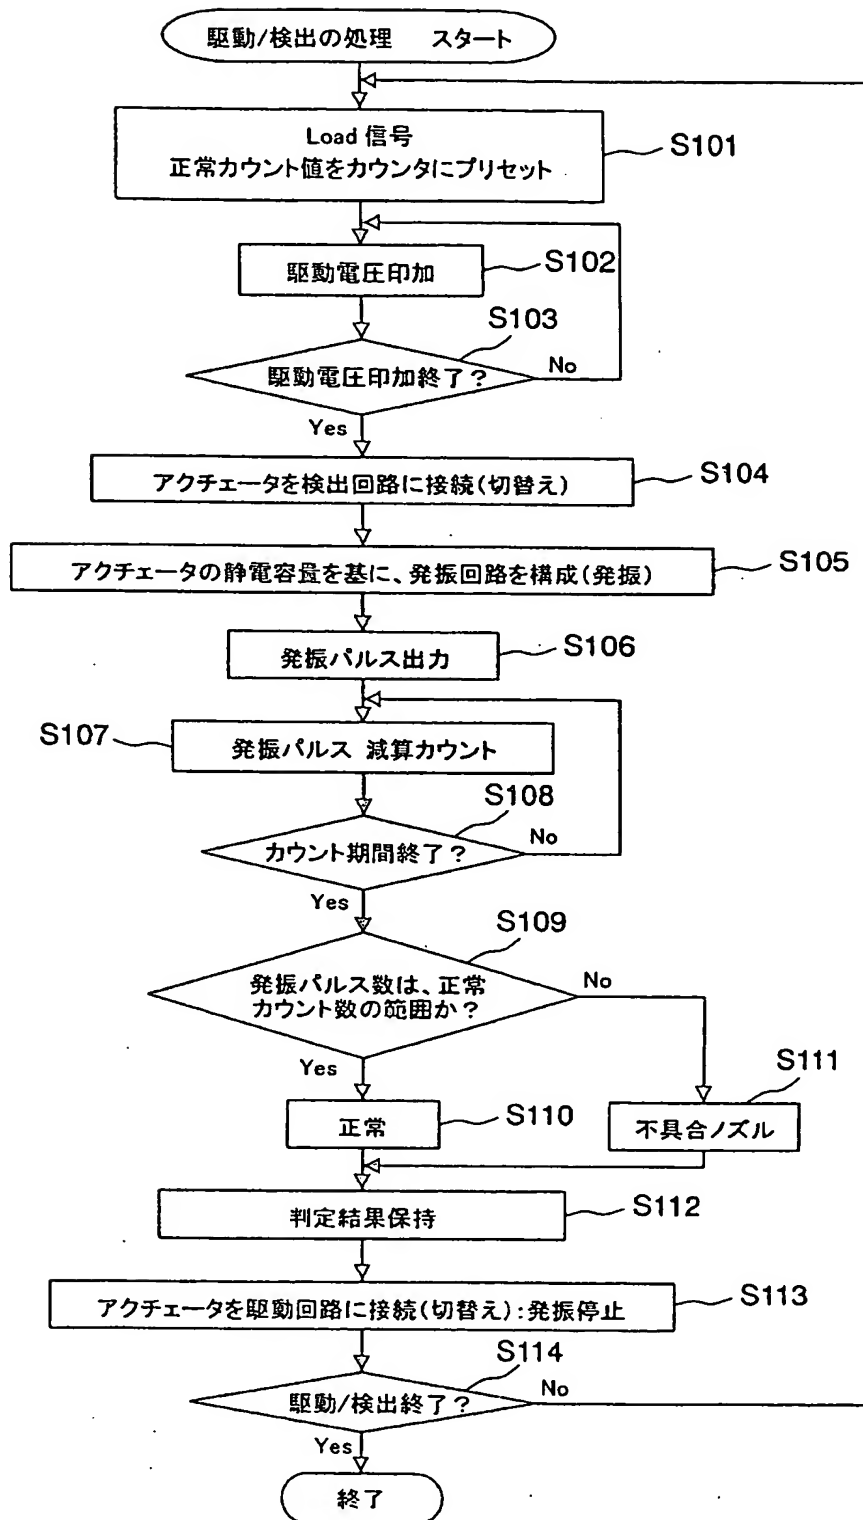 駆動/検出の処理　スタート
Load 信号
正常カウント値をカウンタにプリセット
S101
駆動電圧印加
S102
S103
駆動電圧印加終了?
No
Yes
アクチェータを検出回路に接続(切替え)
S104
アクチェータの静電容量を基に、発振回路を構成(発振)
S105
発振パルス出力
S106
S107
発振パルス 減算カウント
S108
カウント期間終了?
No
Yes
S109
発振パルス数は、正常
カウント数の範囲か?
No
Yes
S111
正常
S110
不具合ノズル
判定結果保持
S112
アクチェータを駆動回路に接続(切替え):発振停止
S113
S114
駆動/検出終了?
No
Yes
終了